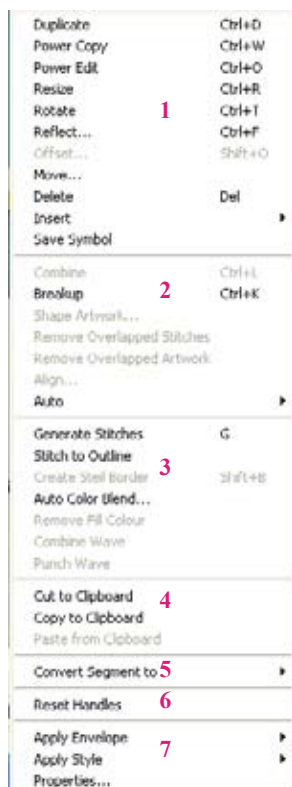 Duplicate Ctrl+D
Power Copy Ctrl+W
Power Edit Ctrl+O
Resize Ctrl+R
Rotate 1 Ctrl+T
Reflect... Ctrl+F
Offset... Shift+O
Move...
Delete Del
Insert
Save Symbol
Combine Ctrl+L
Breakup 2 Ctrl+K
Shape Artwork...
Remove Overlapped Stitches
Remove Overlapped Artwork
Align...
Auto
Generate Stitches G
Stitch to Outline
Create Steil Border 3 Shift+B
Auto Color Blend...
Remove Fill Colour
Combine Wave
Punch Wave
Cut to Clipboard 4
Copy to Clipboard
Paste from Clipboard
Convert Segment to 5
Reset Handles 6
Apply Envelope
Apply Style 7
Properties...